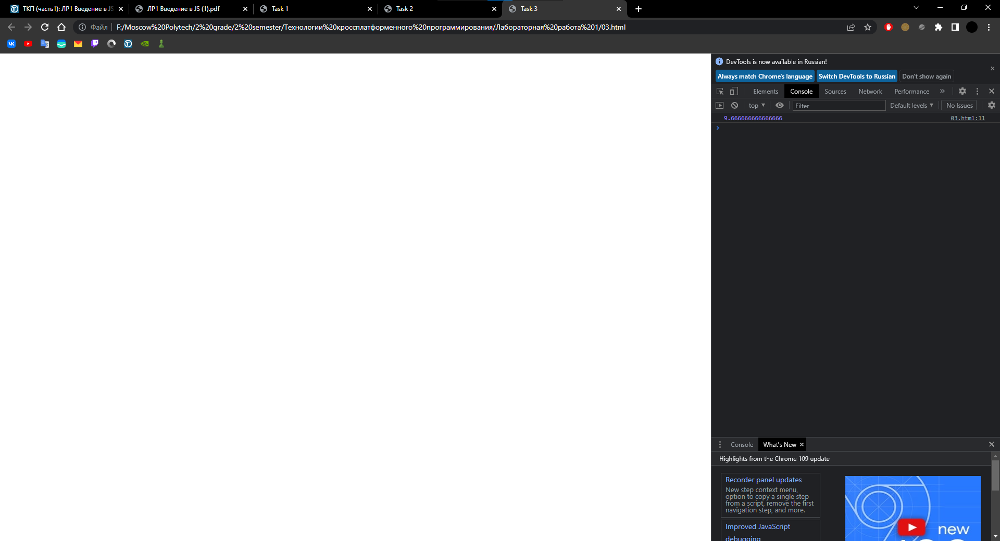 ТКП (часть1): ЛР1 Введение в JS
ЛР1 Введение в JS (1).pdf
Task 1
Task 2
Task 3
Файл
F:/Moscow%20Polytech/2%20grade/2%20semester/Технологии%20кроссплатформенного%20программирования/Лабораторная%20работа%201/03.html
DevTools is now available in Russian!
Always match Chrome's language
Switch DevTools to Russian
Don't show again
Elements
Console
Sources
Network
Performance
top
Filter
Default levels
No Issues
9.666666666666666
03.html:11
Console
What's New
Highlights from the Chrome 109 update
Recorder panel updates
New step context menu,
option to copy a single step
from a script, remove the first
navigation step, and more.
Improved JavaScript
debugging
new